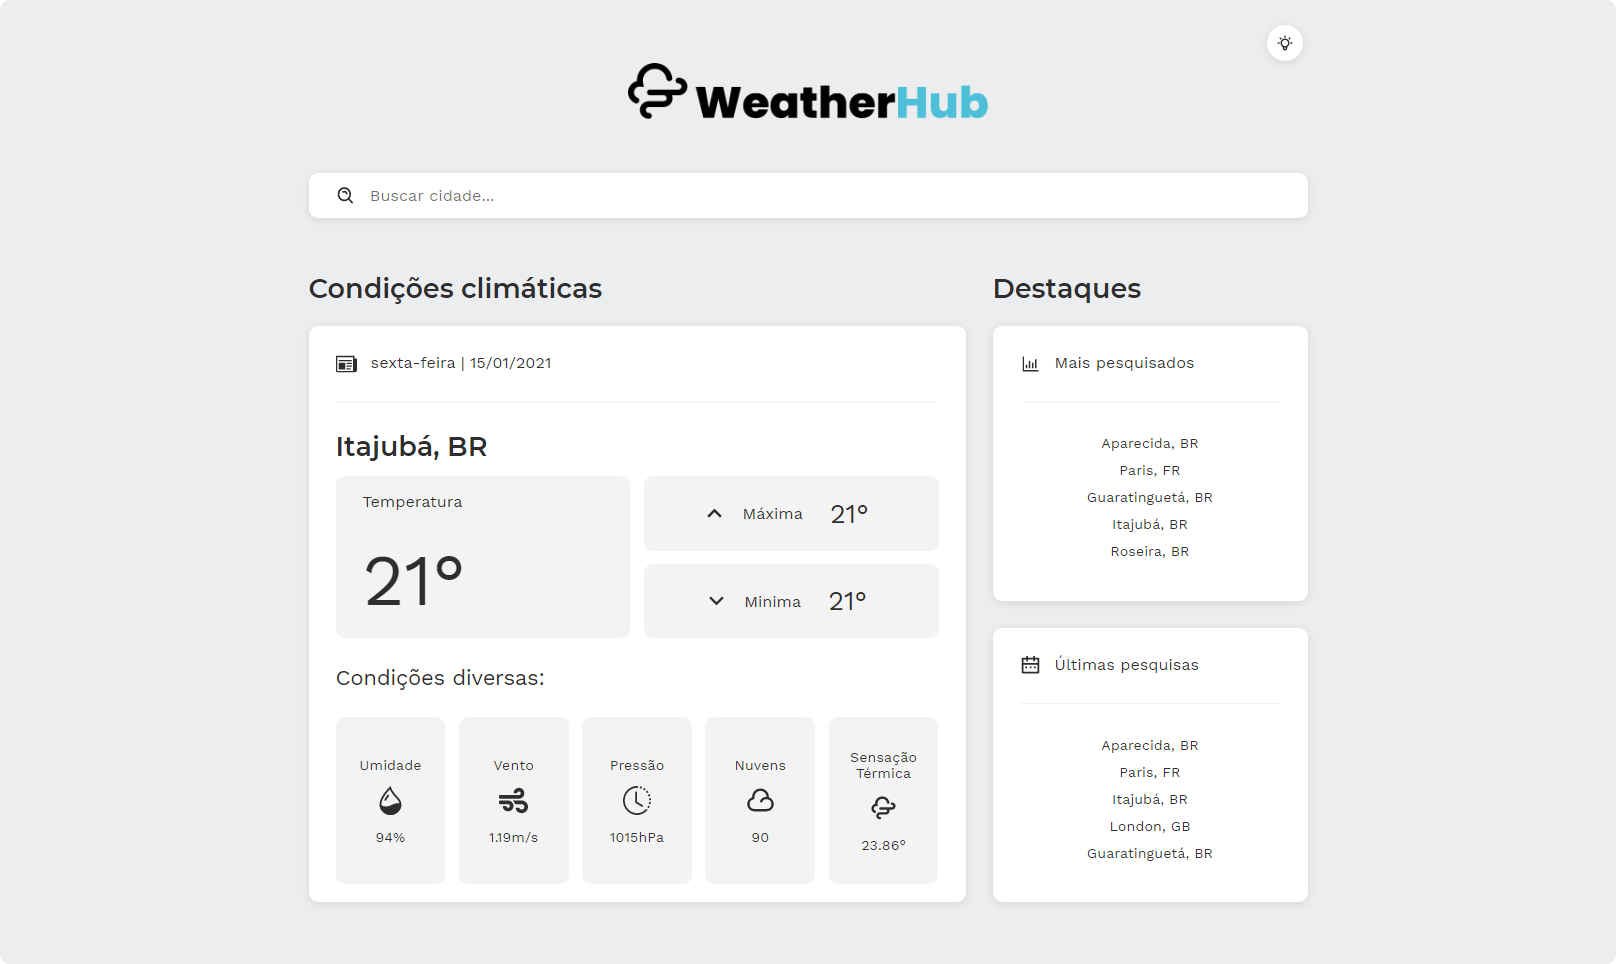 WeatherHub
Buscar cidade...
Condições climáticas
sexta-feira | 15/01/2021
Itajubá, BR
Temperatura
21°
Máxima 21°
Minima 21°
Condições diversas:
Umidade
94%
Vento
1.19m/s
Pressão
1015hPa
Nuvens
90
Sensação
Térmica
23.86°
Destaques
Mais pesquisados
Aparecida, BR
Paris, FR
Guaratinguetá, BR
Itajubá, BR
Roseira, BR
Últimas pesquisas
Aparecida, BR
Paris, FR
Itajubá, BR
London, GB
Guaratinguetá, BR